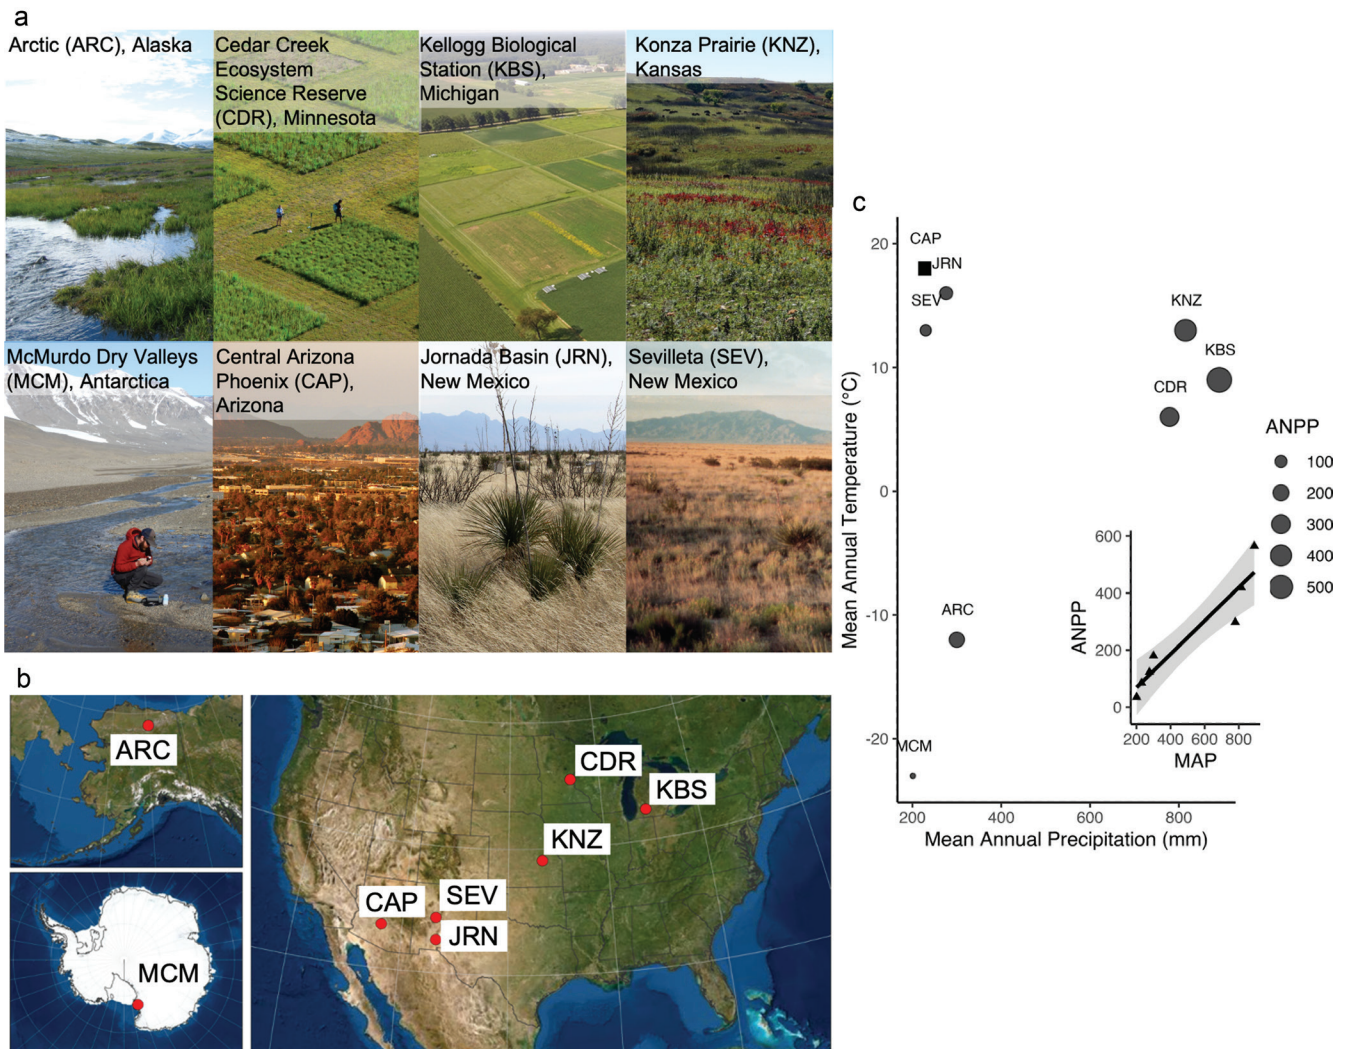 a
Arctic (ARC), Alaska
Cedar Creek
Ecosystem
Science Reserve
(CDR), Minnesota
Kellogg Biological
Station (KBS),
Michigan
Konza Prairie (KNZ),
Kansas
McMurdo Dry Valleys
(MCM), Antarctica
Central Arizona
Phoenix (CAP),
Arizona
Jornada Basin (JRN),
New Mexico
Sevilleta (SEV),
New Mexico
b
ARC
MCM
CDR
KBS
KNZ
CAP
SEV
JRN
c
Mean Annual Temperature (°C)
20
10
0
-10
-20
CAP
JRN
SEV
KNZ
KBS
CDR
ARC
MCM
200
400
600
800
Mean Annual Precipitation (mm)
ANPP
100
200
300
400
500
ANPP
600
400
200
0
200 400 600 800
MAP